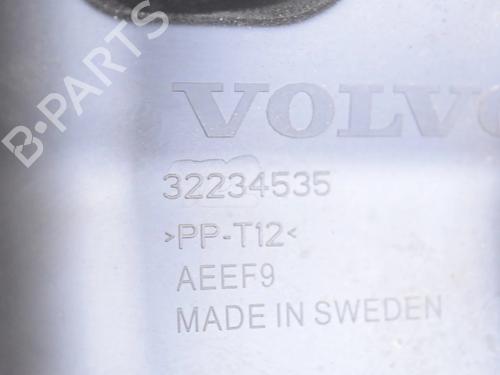 B-PARTS
VOLVO
32234535
>PP-T12<
AEEF9
MADE IN SWEDEN